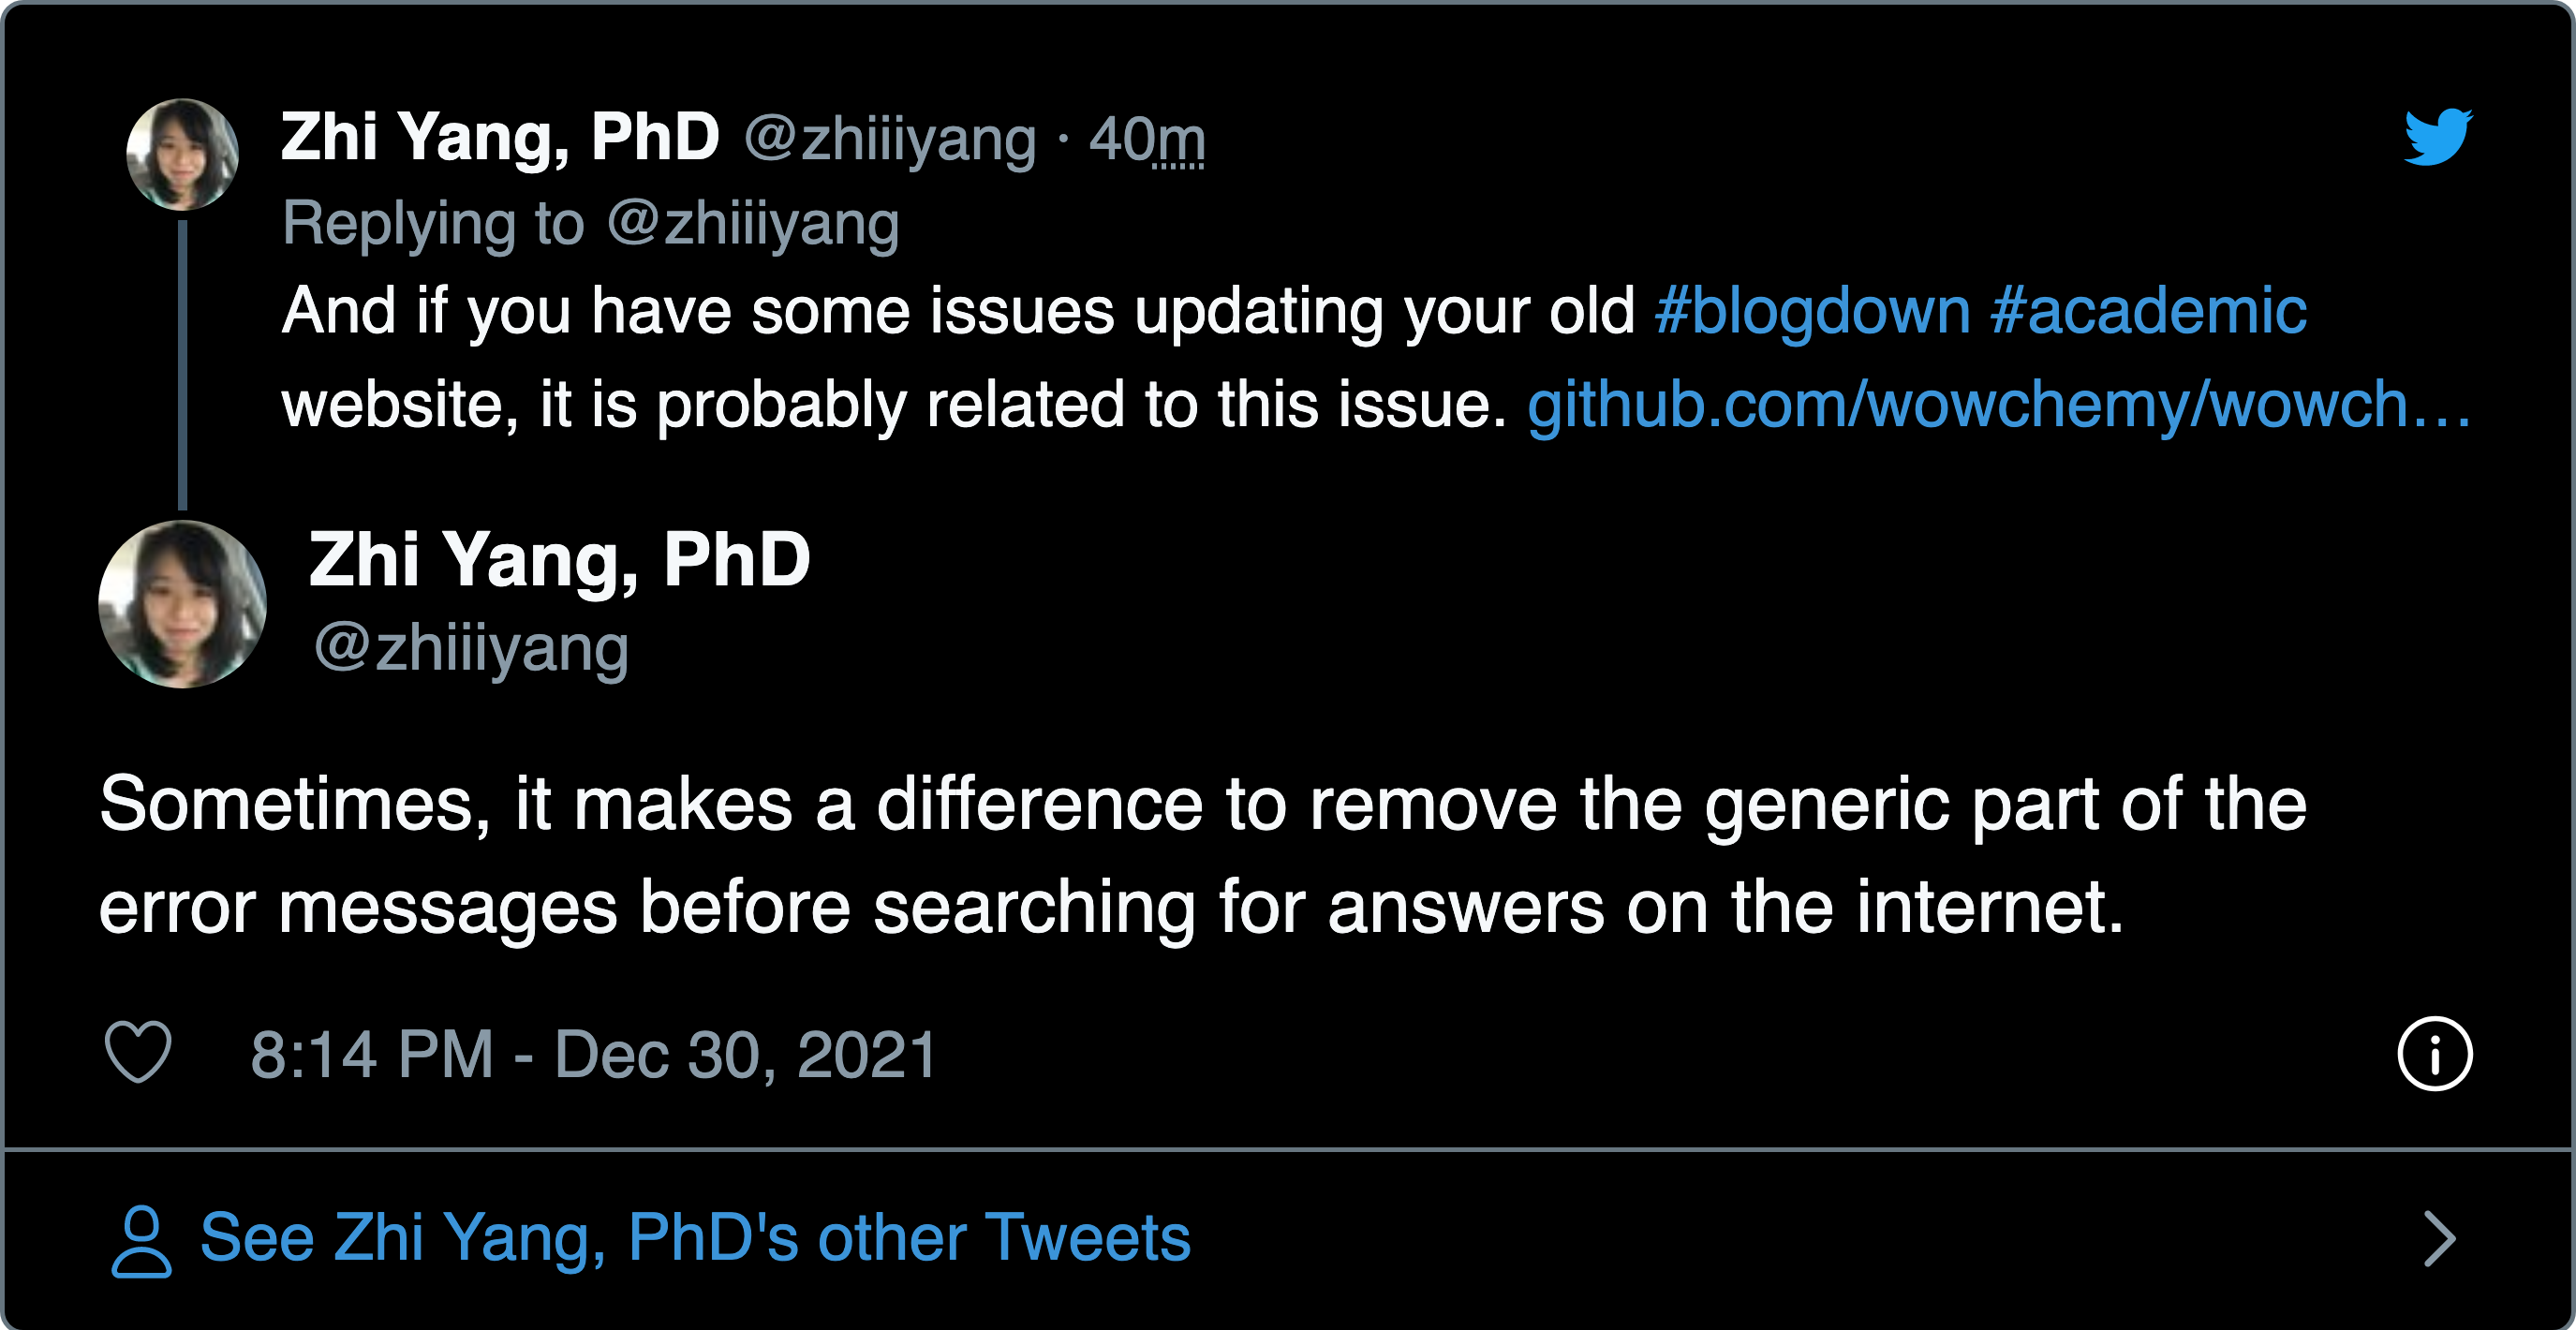 Zhi Yang, PhD @zhiiiyang · 40m
Replying to @zhiiiyang
And if you have some issues updating your old #blogdown #academic
website, it is probably related to this issue. github.com/wowchemy/wowch…
Zhi Yang, PhD
@zhiiiyang
Sometimes, it makes a difference to remove the generic part of the
error messages before searching for answers on the internet.
8:14 PM - Dec 30, 2021
See Zhi Yang, PhD's other Tweets